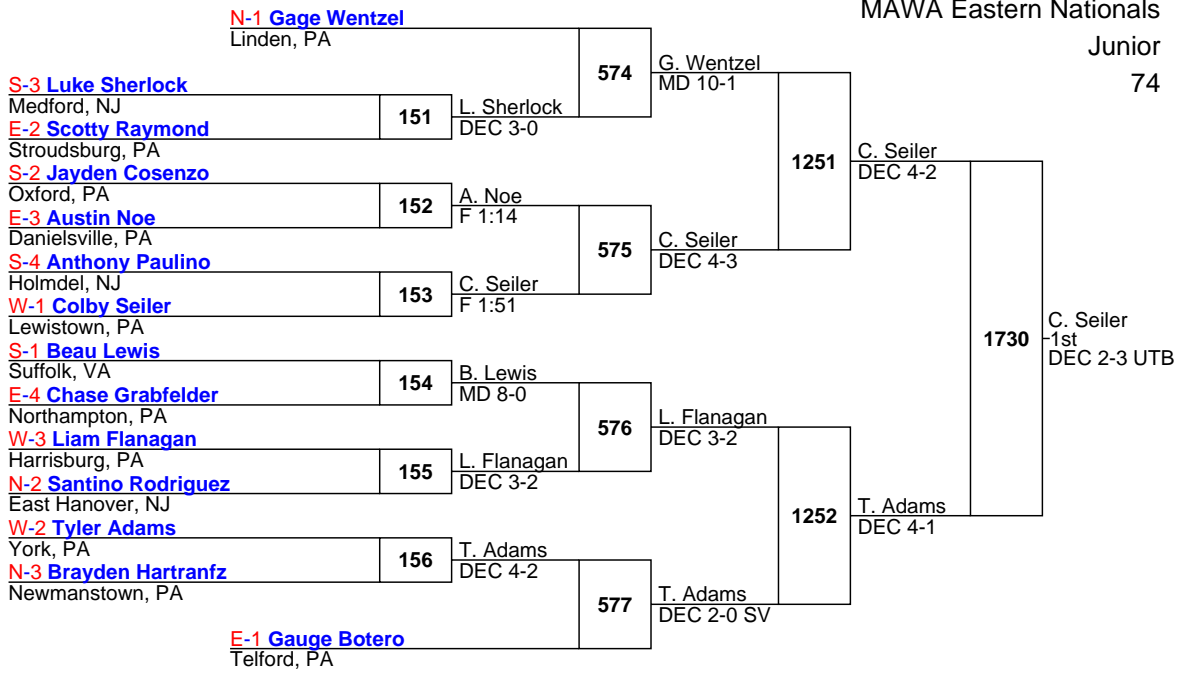 MAWA Eastern Nationals
Junior
74
N-1 Gage Wentzel
Linden, PA
574
G. Wentzel
MD 10-1
S-3 Luke Sherlock
Medford, NJ
151
L. Sherlock
DEC 3-0
E-2 Scotty Raymond
Stroudsburg, PA
1251
C. Seiler
DEC 4-2
S-2 Jayden Cosenzo
Oxford, PA
152
A. Noe
F 1:14
E-3 Austin Noe
Danielsville, PA
575
C. Seiler
DEC 4-3
S-4 Anthony Paulino
Holmdel, NJ
153
C. Seiler
F 1:51
W-1 Colby Seiler
Lewistown, PA
1730
C. Seiler
1st
DEC 2-3 UTB
S-1 Beau Lewis
Suffolk, VA
154
B. Lewis
MD 8-0
E-4 Chase Grabfelder
Northampton, PA
576
L. Flanagan
DEC 3-2
W-3 Liam Flanagan
Harrisburg, PA
155
L. Flanagan
DEC 3-2
N-2 Santino Rodriguez
East Hanover, NJ
1252
T. Adams
DEC 4-1
W-2 Tyler Adams
York, PA
156
T. Adams
DEC 4-2
N-3 Brayden Hartranfz
Newmanstown, PA
577
T. Adams
DEC 2-0 SV
E-1 Gauge Botero
Telford, PA